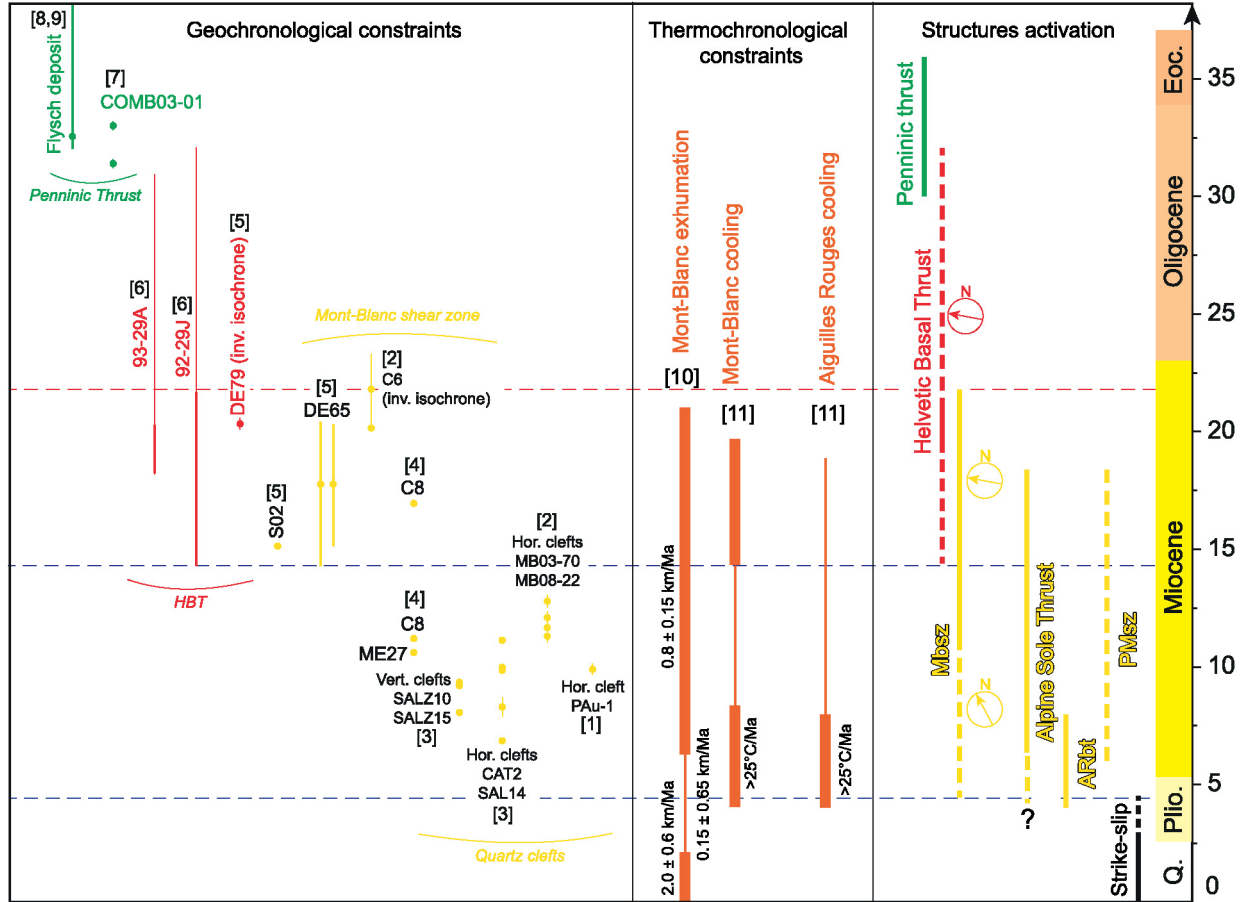 [8,9]
Geochronological constraints
Thermochronological
constraints
Structures activation
Flysch deposit
[7]
COMB03-01
Penninic Thrust
[6]
93-29A
[6]
92-29J
[5]
DE79 (inv. isochrone)
HBT
Mont-Blanc shear zone
[2]
C6
(inv. isochrone)
[5]
DE65
[5]
S02
[4]
C8
[2]
Hor. clefts
MB03-70
MB08-22
[4]
C8
ME27
Vert. clefts
SALZ10
SALZ15
[3]
Hor. clefts
CAT2
SAL14
[3]
Hor. cleft
PAu-1
[1]
Quartz clefts
Mont-Blanc exhumation
[10]
Mont-Blanc cooling
[11]
Aiguilles Rouges cooling
[11]
0.8 ± 0.15 km/Ma
0.15 ± 0.65 km/Ma
2.0 ± 0.6 km/Ma
>25°C/Ma
>25°C/Ma
Penninic thrust
Helvetic Basal Thrust
N
N
N
Mbsz
Alpine Sole Thrust
?
ARbt
PMsz
Strike-slip
Eoc.
Oligocene
Miocene
Plio.
Q.
35
30
25
20
15
10
5
0